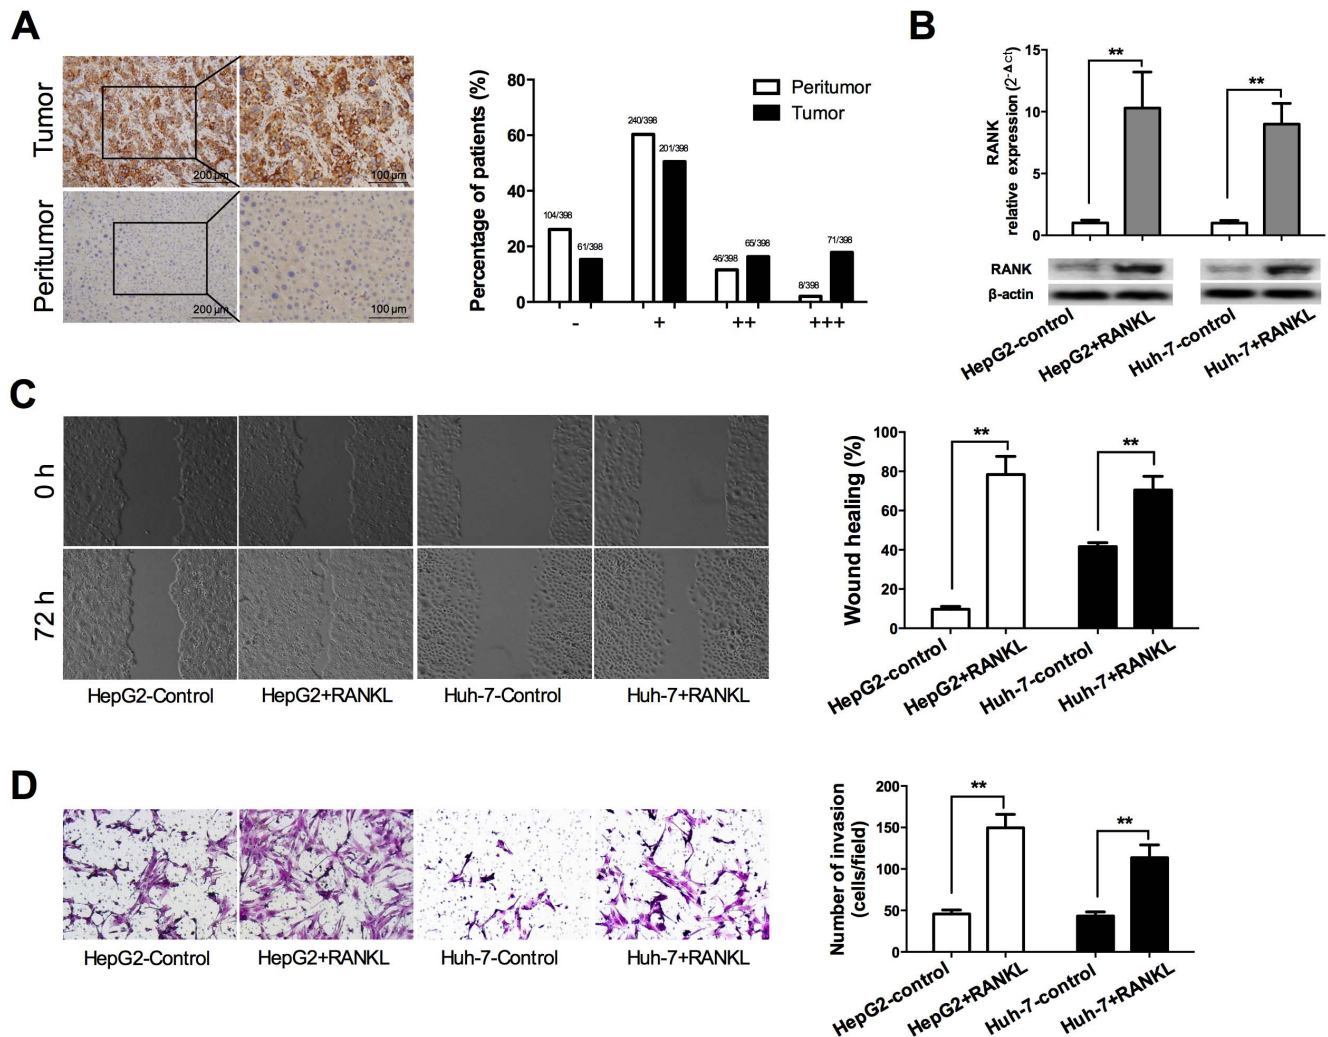 A
Tumor
Peritumor
200 µm
100 µm
200 µm
100 µm
Percentage of patients (%)
80
60
40
20
0
Peritumor
Tumor
104/398
61/398
240/398
201/398
46/398
65/398
8/398
71/398
-
+
++
+++
B
RANK
relative expression (2-Δct)
15
10
5
0
**
**
RANK
β-actin
HepG2-control
HepG2+RANKL
Huh-7-control
Huh-7+RANKL
C
0 h
72 h
HepG2-Control
HepG2+RANKL
Huh-7-Control
Huh-7+RANKL
Wound healing (%)
100
80
60
40
20
0
**
**
HepG2-control
HepG2+RANKL
Huh-7-control
Huh-7+RANKL
D
HepG2-Control
HepG2+RANKL
Huh-7-Control
Huh-7+RANKL
Number of invasion
(cells/field)
200
150
100
50
0
**
**
HepG2-control
HepG2+RANKL
Huh-7-control
Huh-7+RANKL